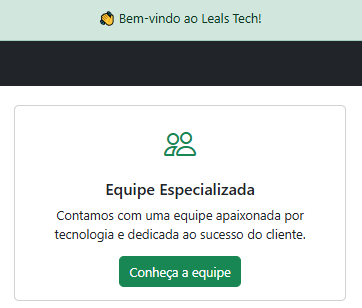 👋 Bem-vindo ao Leals Tech!
Equipe Especializada
Contamos com uma equipe apaixonada por
tecnologia e dedicada ao sucesso do cliente.
Conheça a equipe